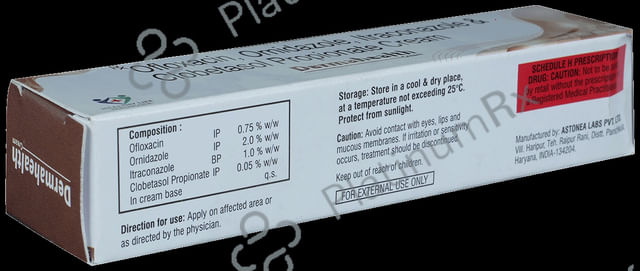 Ofloxacin, Ornidazole, Itraconazole &
Clobetasol Propionate Cream
Dermahealth
Composition :
Ofloxacin IP 0.75 % w/w
Ornidazole IP 2.0 % w/w
Itraconazole BP 1.0 % w/w
Clobetasol Propionate IP 0.05 % w/w
In cream base q.s.
Direction for use: Apply on affected area or
as directed by the physician.
Storage: Store in a cool & dry place,
at a temperature not exceeding 25°C.
Protect from sunlight.
Caution: Avoid contact with eyes, lips and
mucous membranes. If irritation or sensitivity
occurs, treatment should be discontinued
Keep out of reach of children.
FOR EXTERNAL USE ONLY
SCHEDULE H PRESCRIPTION
DRUG: CAUTION: Not to be
by retail without the prescription
Registered Medical Practitioner
Manufactured by: ASTONEA LABS PVT.
Vill. Haripur, Teh. Raipur Rani, Distt.
Haryana, INDIA-134204.
Dermahealth
Cream
PlatinumRx